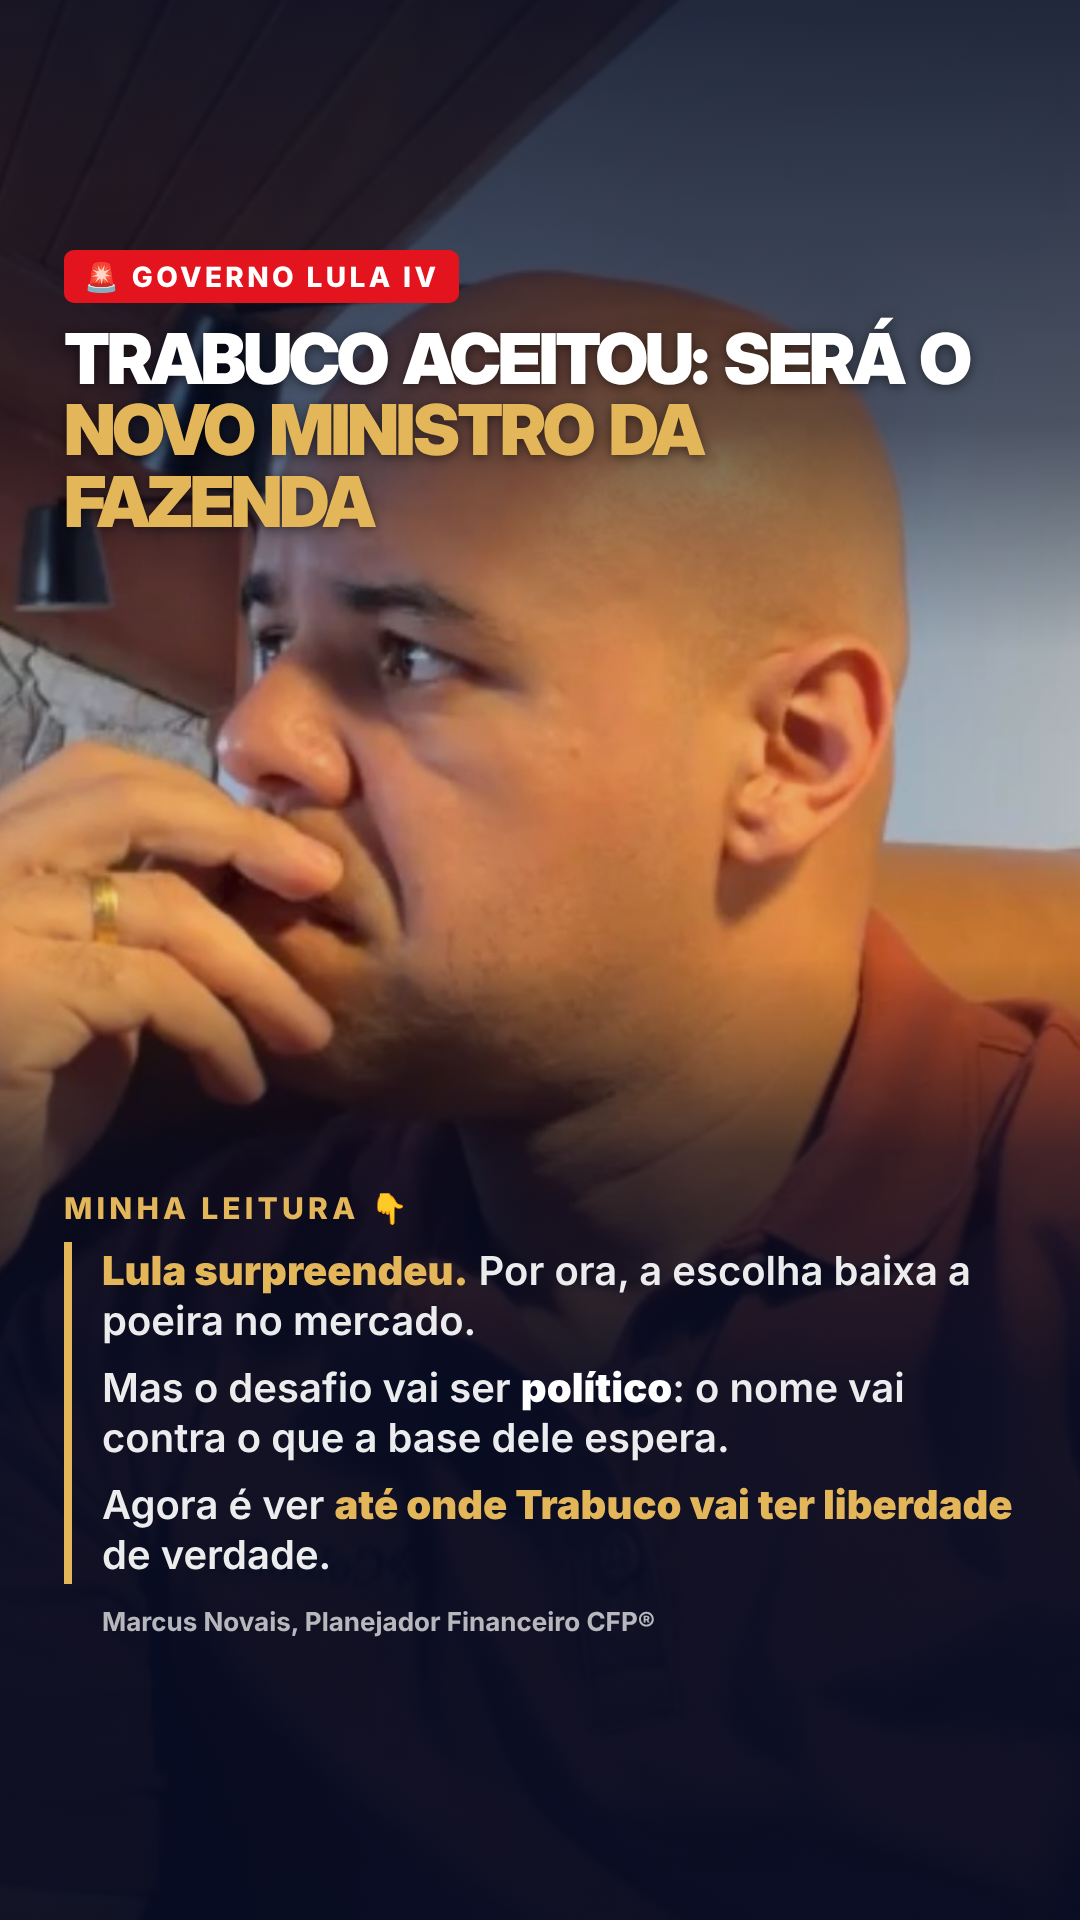 🚨 GOVERNO LULA IV
TRABUCO ACEITOU: SERÁ O
NOVO MINISTRO DA
FAZENDA
MINHA LEITURA 👇
Lula surpreendeu. Por ora, a escolha baixa a
poeira no mercado.
Mas o desafio vai ser político: o nome vai
contra o que a base dele espera.
Agora é ver até onde Trabuco vai ter liberdade
de verdade.
Marcus Novais, Planejador Financeiro CFP®